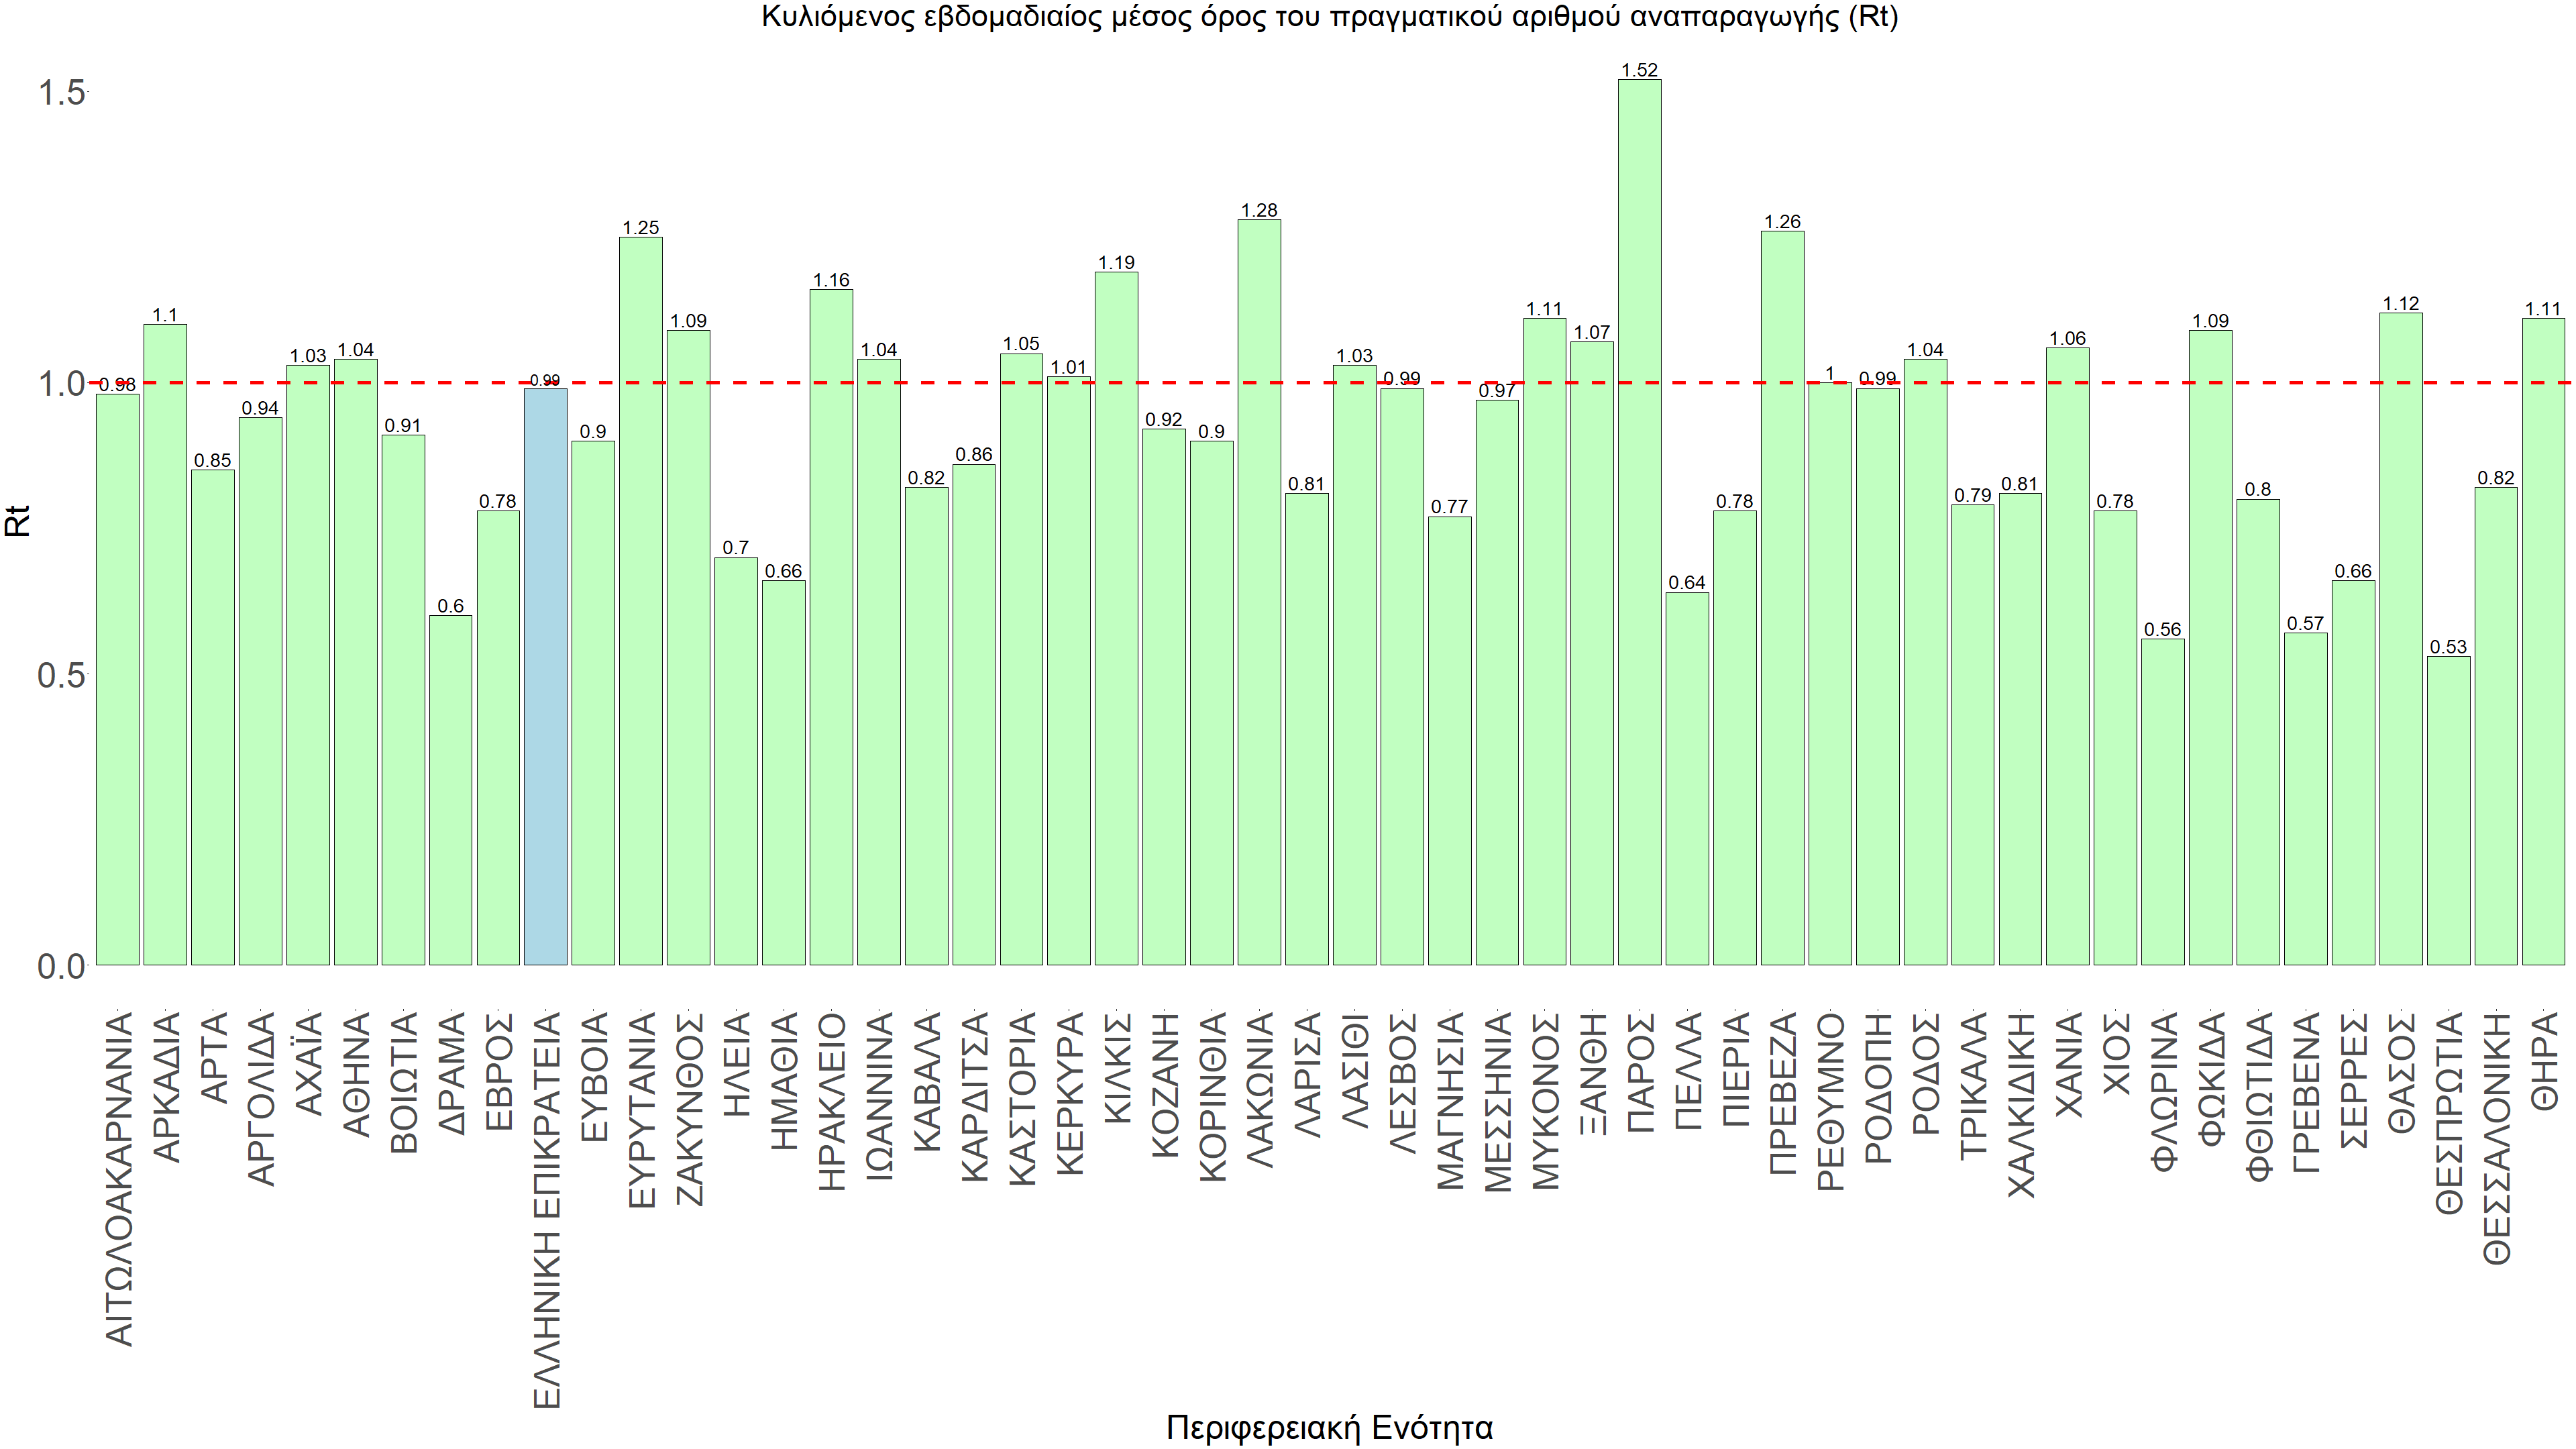 Κυλιόμενος εβδομαδιαίος μέσος όρος του πραγματικού αριθμού αναπαραγωγής (Rt)
Rt
1.5
1.0
0.5
0.0
0.98
1.1
0.85
0.94
1.03
1.04
0.91
0.6
0.78
0.99
0.9
1.25
1.09
0.7
0.66
1.16
1.04
0.82
0.86
1.05
1.01
1.19
0.92
0.9
1.28
0.81
1.03
0.99
0.77
0.97
1.11
1.07
1.52
0.64
0.78
1.26
1
0.99
1.04
0.79
0.81
1.06
0.78
0.56
1.09
0.8
0.57
0.66
1.12
0.53
0.82
1.11
ΑΙΤΩΛΟΑΚΑΡΝΑΝΙΑ
ΑΡΚΑΔΙΑ
ΑΡΤΑ
ΑΡΓΟΛΙΔΑ
ΑΧΑΪΑ
ΑΘΗΝΑ
ΒΟΙΩΤΙΑ
ΔΡΑΜΑ
ΕΒΡΟΣ
ΕΛΛΗΝΙΚΗ ΕΠΙΚΡΑΤΕΙΑ
ΕΥΒΟΙΑ
ΕΥΡΥΤΑΝΙΑ
ΖΑΚΥΝΘΟΣ
ΗΛΕΙΑ
ΗΜΑΘΙΑ
ΗΡΑΚΛΕΙΟ
ΙΩΑΝΝΙΝΑ
ΚΑΒΑΛΑ
ΚΑΡΔΙΤΣΑ
ΚΑΣΤΟΡΙΑ
ΚΕΡΚΥΡΑ
ΚΙΛΚΙΣ
ΚΟΖΑΝΗ
ΚΟΡΙΝΘΙΑ
ΛΑΚΩΝΙΑ
ΛΑΡΙΣΑ
ΛΑΣΙΘΙ
ΛΕΣΒΟΣ
ΜΑΓΝΗΣΙΑ
ΜΕΣΣΗΝΙΑ
ΜΥΚΟΝΟΣ
ΞΑΝΘΗ
ΠΑΡΟΣ
ΠΕΛΛΑ
ΠΙΕΡΙΑ
ΠΡΕΒΕΖΑ
ΡΕΘΥΜΝΟ
ΡΟΔΟΠΗ
ΡΟΔΟΣ
ΤΡΙΚΑΛΑ
ΧΑΛΚΙΔΙΚΗ
ΧΑΝΙΑ
ΧΙΟΣ
ΦΛΩΡΙΝΑ
ΦΩΚΙΔΑ
ΦΘΙΩΤΙΔΑ
ΓΡΕΒΕΝΑ
ΣΕΡΡΕΣ
ΘΑΣΟΣ
ΘΕΣΠΡΩΤΙΑ
ΘΕΣΣΑΛΟΝΙΚΗ
ΘΗΡΑ
Περιφερειακή Ενότητα